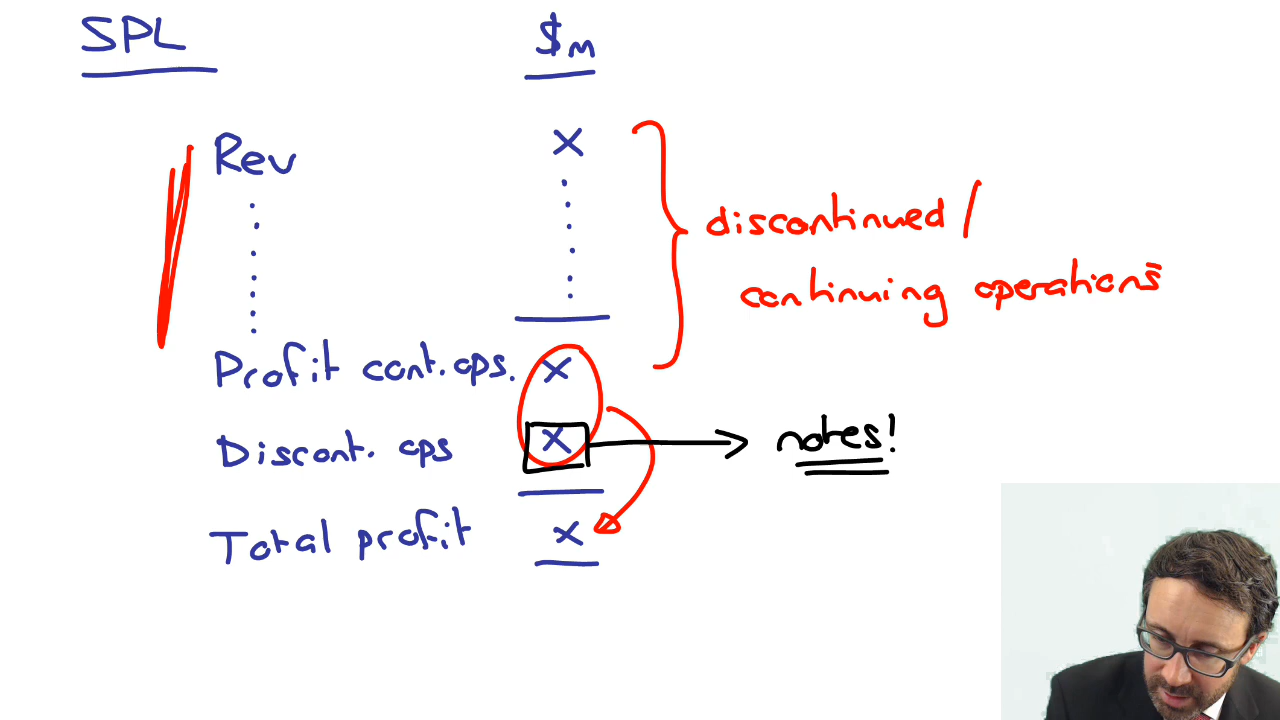 SPL $m
Rev X
discontinued /
continuing operations
Profit cont. ops. X
Discont. ops X
notes!
Total profit X